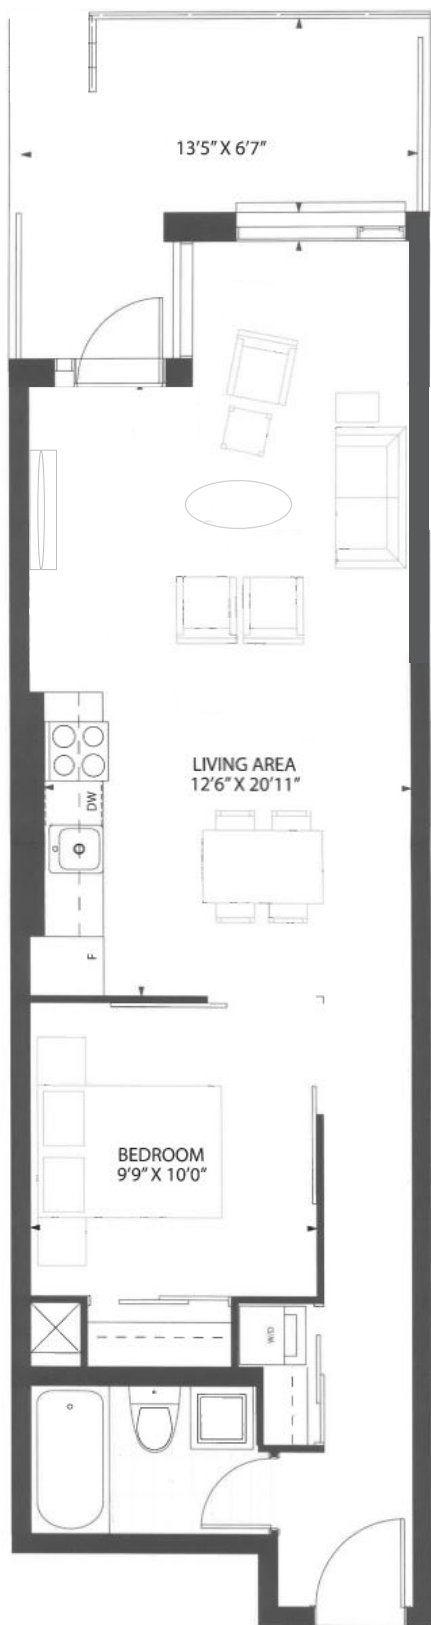 13'5" X 6'7"
LIVING AREA
12'6" X 20'11"
DW
F
BEDROOM
9'9" X 10'0"
W/D